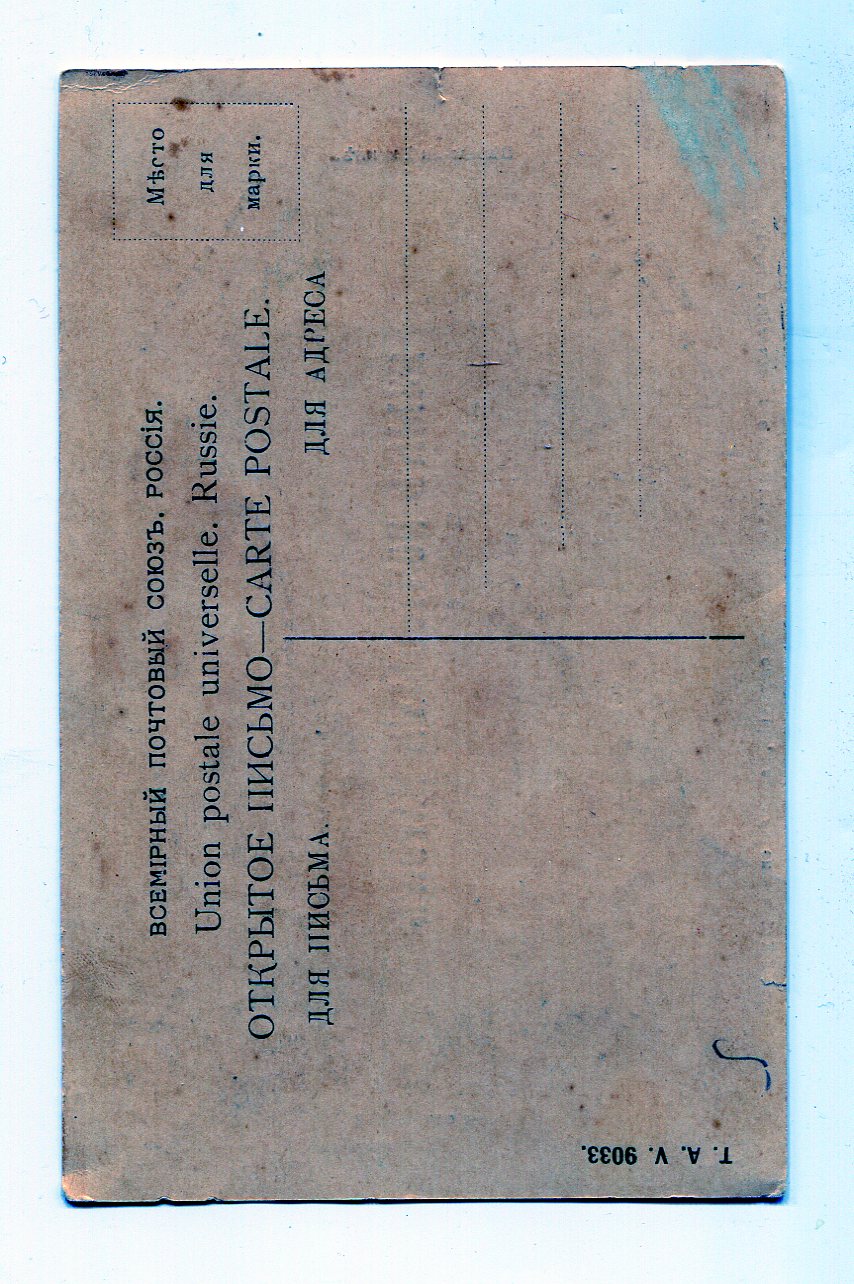 ВСЕМІРНЫЙ ПОЧТОВЫЙ СОЮЗЪ. РОССІЯ.
Union postale universelle. Russie.
ОТКРЫТОЕ ПИСЬМО—CARTE POSTALE.
Мѣсто
для
марки.
ДЛЯ ПИСЬМА.
ДЛЯ АДРЕСА
T. A. V. 9033.